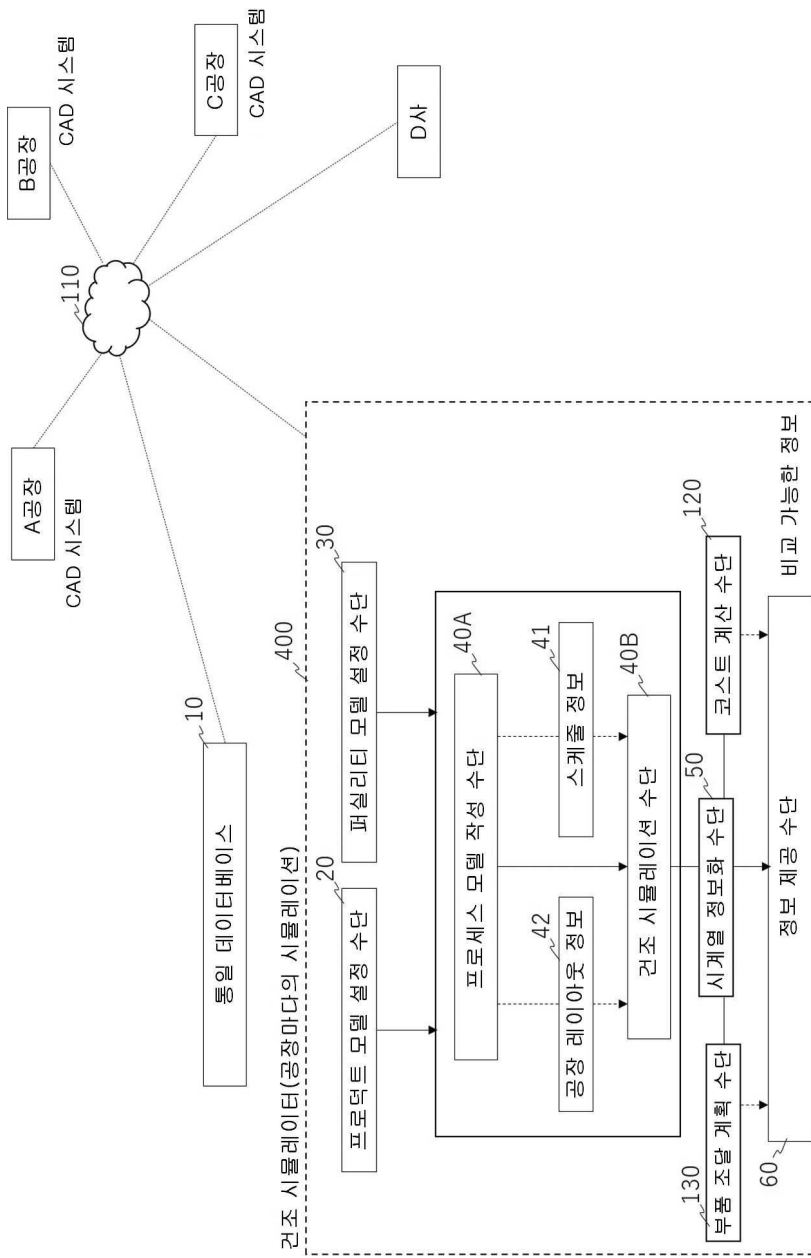 B공장
CAD 시스템
C공장
CAD 시스템
A공장
CAD 시스템
110
D사
10
통일 데이터베이스
건조 시뮬레이터(공장마다의 시뮬레이션)
400
20
프로덕트 모델 설정 수단
30
퍼실리티 모델 설정 수단
40A
프로세스 모델 작성 수단
42
공장 레이아웃 정보
41
스케줄 정보
40B
건조 시뮬레이션 수단
130
부품 조달 계획 수단
50
시계열 정보화 수단
120
코스트 계산 수단
60
정보 제공 수단
비교 가능한 정보